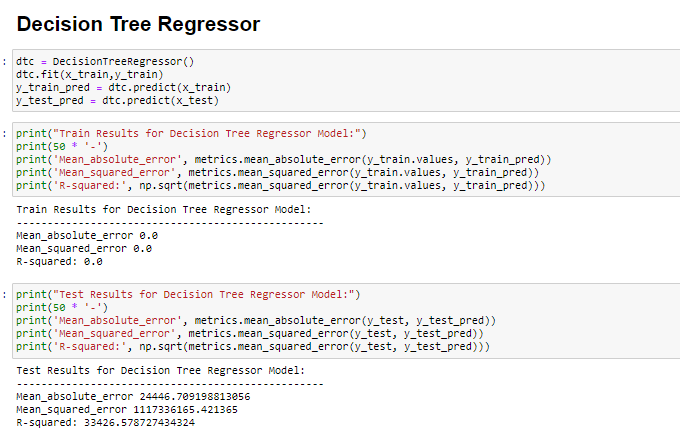 Decision Tree Regressor
: dtc = DecisionTreeRegressor()
dtc.fit(x_train,y_train)
y_train_pred = dtc.predict(x_train)
y_test_pred = dtc.predict(x_test)
: print("Train Results for Decision Tree Regressor Model:")
print(50 * '-')
print('Mean_absolute_error', metrics.mean_absolute_error(y_train.values, y_train_pred))
print('Mean_squared_error', metrics.mean_squared_error(y_train.values, y_train_pred))
print('R-squared:', np.sqrt(metrics.mean_squared_error(y_train.values, y_train_pred)))
Train Results for Decision Tree Regressor Model:
--------------------------------------------------
Mean_absolute_error 0.0
Mean_squared_error 0.0
R-squared: 0.0
: print("Test Results for Decision Tree Regressor Model:")
print(50 * '-')
print('Mean_absolute_error', metrics.mean_absolute_error(y_test, y_test_pred))
print('Mean_squared_error', metrics.mean_squared_error(y_test, y_test_pred))
print('R-squared:', np.sqrt(metrics.mean_squared_error(y_test, y_test_pred)))
Test Results for Decision Tree Regressor Model:
--------------------------------------------------
Mean_absolute_error 24446.709198813056
Mean_squared_error 1117336165.421365
R-squared: 33426.578727434324